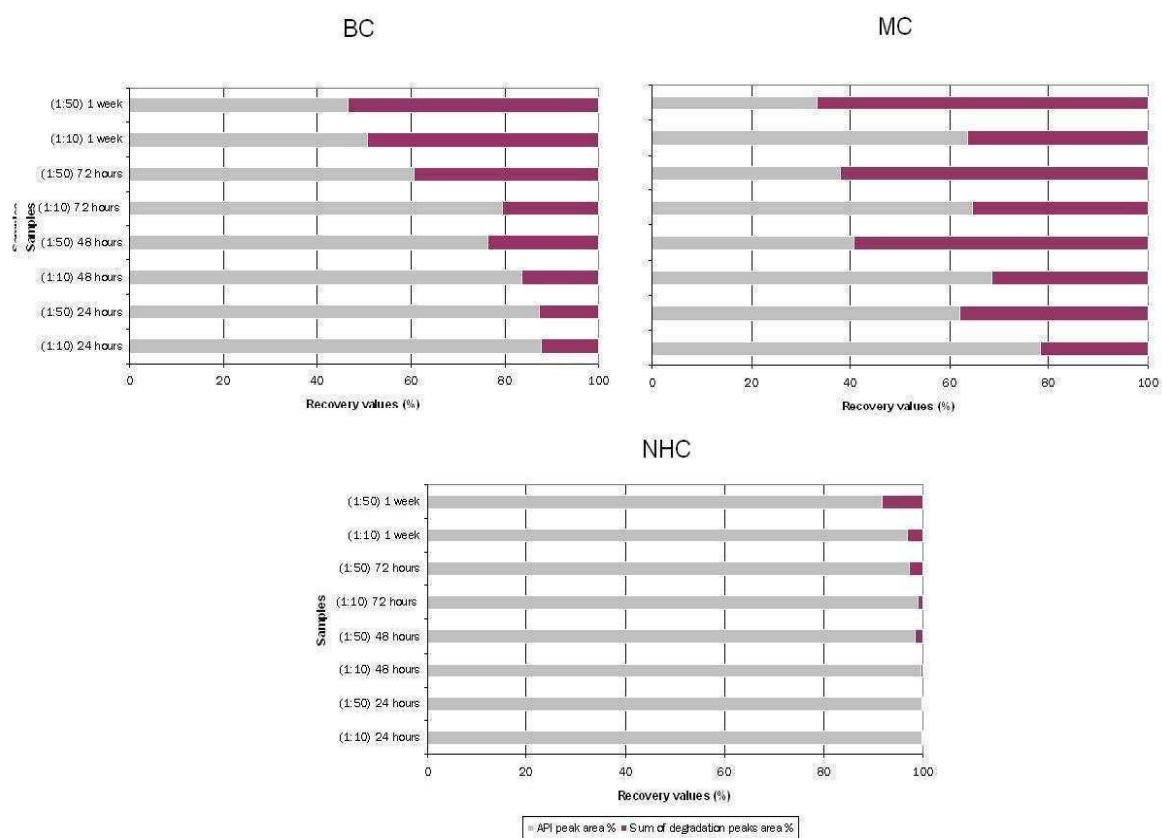 BC
MC
(1:50) 1 week
(1:10) 1 week
(1:50) 72 hours
(1:10) 72 hours
(1:50) 48 hours
(1:10) 48 hours
(1:50) 24 hours
(1:10) 24 hours
Samples
Samples
0 20 40 60 80 100
Recovery values (%)
0 20 40 60 80 100
Recovery values (%)
NHC
(1:50) 1 week
(1:10) 1 week
(1:50) 72 hours
(1:10) 72 hours
(1:50) 48 hours
(1:10) 48 hours
(1:50) 24 hours
(1:10) 24 hours
Samples
0 20 40 60 80 100
Recovery values (%)
API peak area % Sum of degradation peaks area %